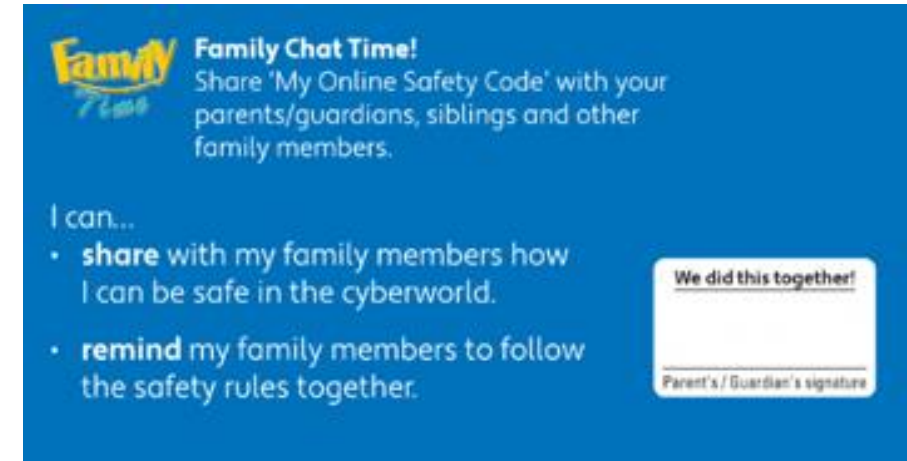 Family
Time
Family Chat Time!
Share 'My Online Safety Code' with your
parents/guardians, siblings and other
family members.
I can...
• share with my family members how
I can be safe in the cyberworld.
• remind my family members to follow
the safety rules together.
We did this together!
Parent's / Guardian's signature